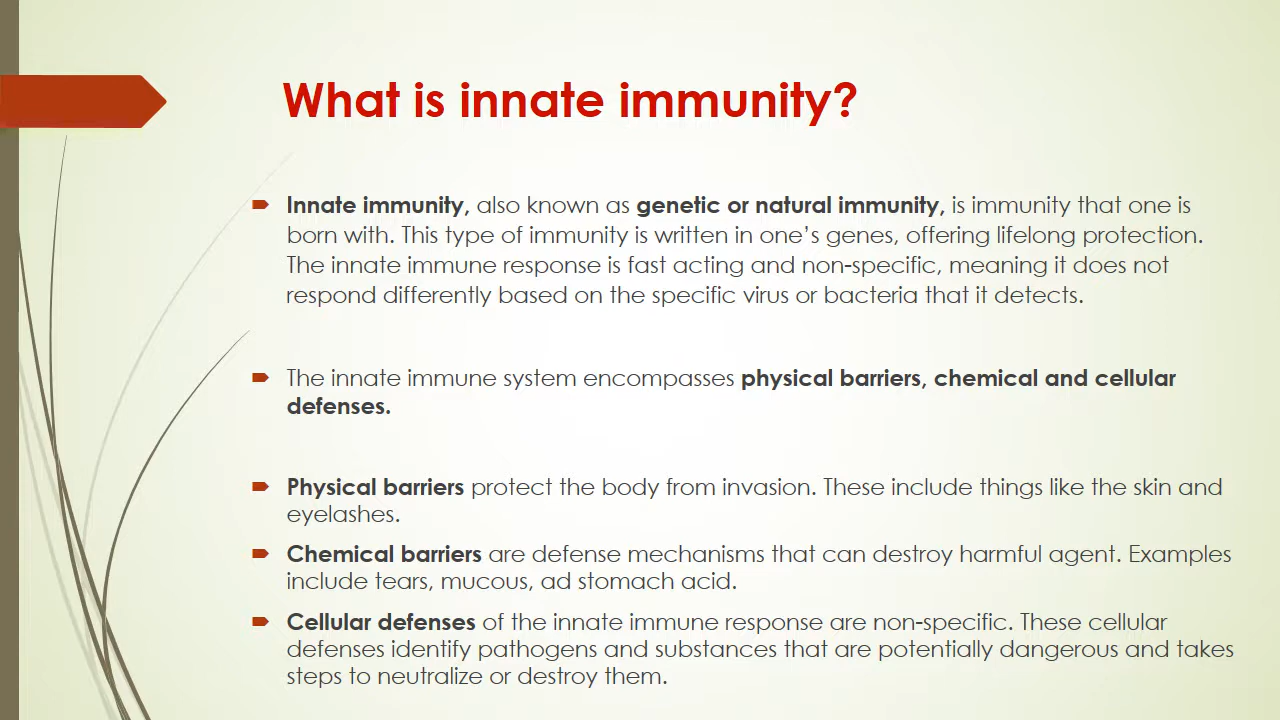 What is innate immunity?
Innate immunity, also known as genetic or natural immunity, is immunity that one is
born with. This type of immunity is written in one’s genes, offering lifelong protection.
The innate immune response is fast acting and non-specific, meaning it does not
respond differently based on the specific virus or bacteria that it detects.
The innate immune system encompasses physical barriers, chemical and cellular
defenses.
Physical barriers protect the body from invasion. These include things like the skin and
eyelashes.
Chemical barriers are defense mechanisms that can destroy harmful agent. Examples
include tears, mucous, ad stomach acid.
Cellular defenses of the innate immune response are non-specific. These cellular
defenses identify pathogens and substances that are potentially dangerous and takes
steps to neutralize or destroy them.